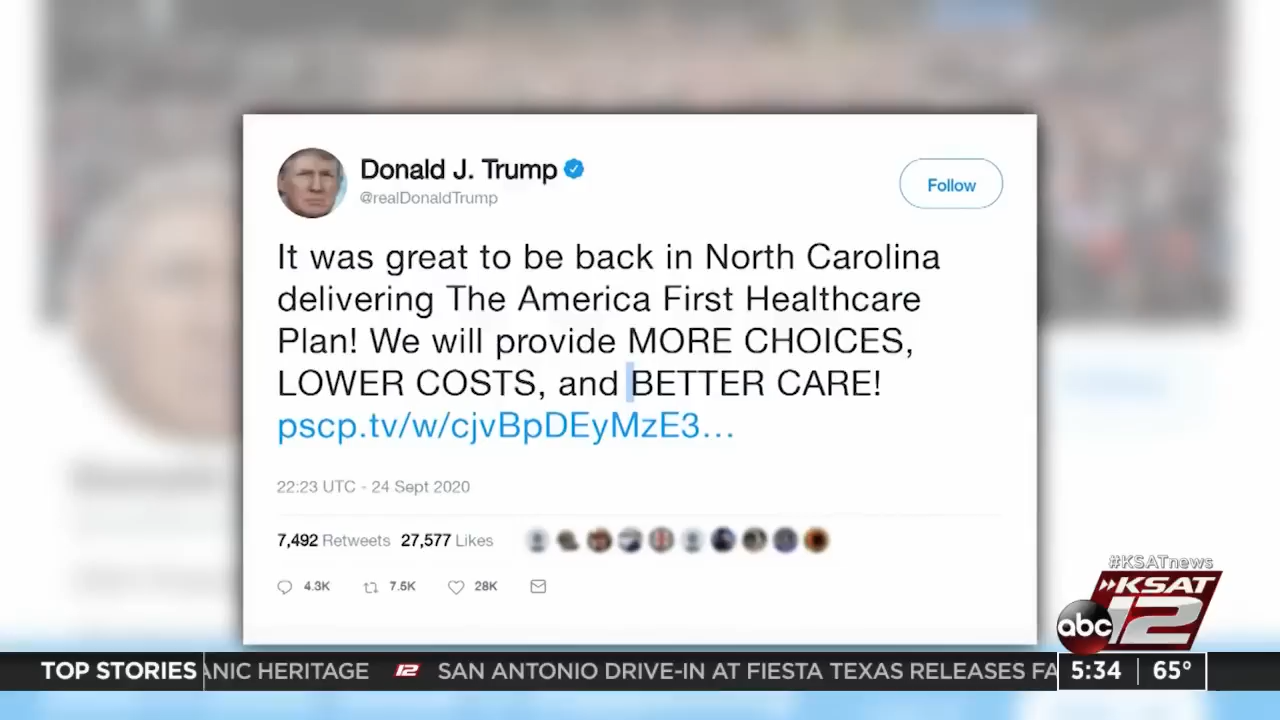 Donald J. Trump
@realDonaldTrump
Follow
It was great to be back in North Carolina
delivering The America First Healthcare
Plan! We will provide MORE CHOICES,
LOWER COSTS, and BETTER CARE!
pscp.tv/w/cjvBpDEyMzE3...
22:23 UTC - 24 Sept 2020
7,492 Retweets 27,577 Likes
4.3K 7.5K 28K
#KSATnews
KSAT
abc 12
TOP STORIES ANIC HERITAGE 12 SAN ANTONIO DRIVE-IN AT FIESTA TEXAS RELEASES FA 5:34 65°